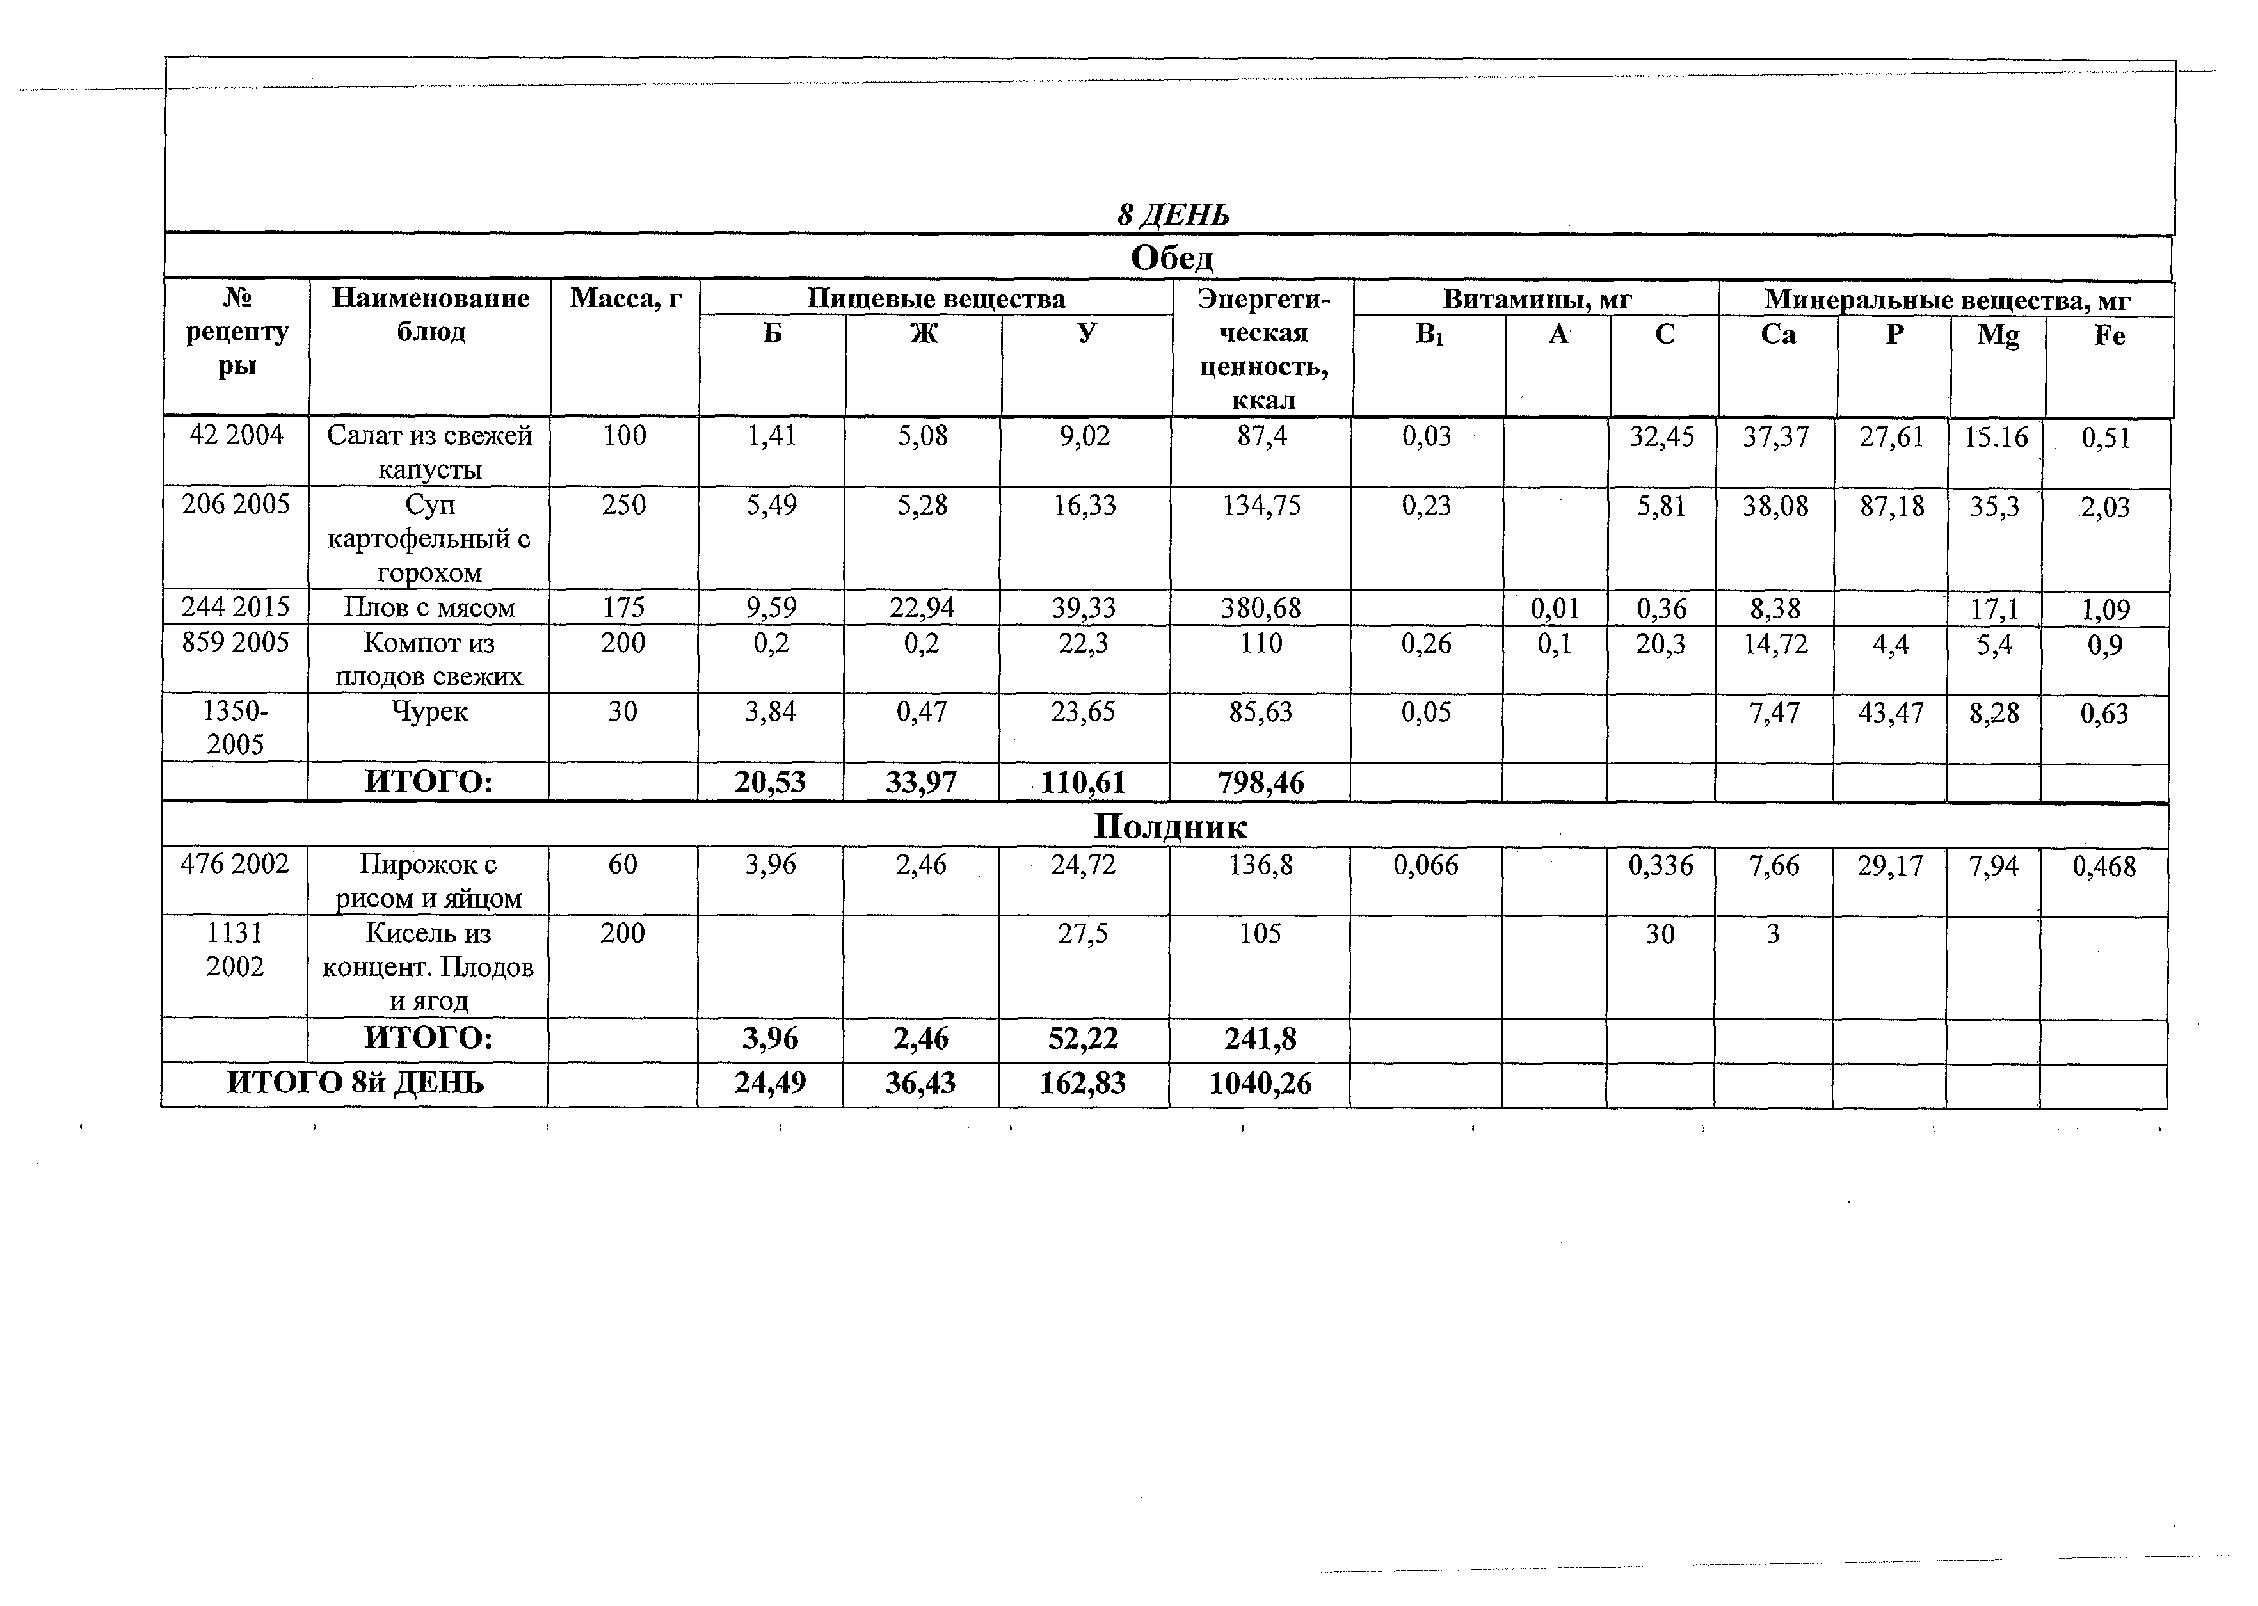 8 ДЕНЬ
Обед
№ рецепту ры Наименование блюд Масса, г Пищевые вещества Энергети- ческая ценность, ккал Витамины, мг Минеральные вещества, мг
Б Ж У B1 A C Ca P Mg Fe
42 2004 Салат из свежей капусты 100 1,41 5,08 9,02 87,4 0,03 32,45 37,37 27,61 15.16 0,51
206 2005 Суп картофельный с горохом 250 5,49 5,28 16,33 134,75 0,23 5,81 38,08 87,18 35,3 2,03
244 2015 Плов с мясом 175 9,59 22,94 39,33 380,68 0,01 0,36 8,38 17,1 1,09
859 2005 Компот из плодов свежих 200 0,2 0,2 22,3 110 0,26 0,1 20,3 14,72 4,4 5,4 0,9
1350- 2005 Чурек 30 3,84 0,47 23,65 85,63 0,05 7,47 43,47 8,28 0,63
ИТОГО: 20,53 33,97 110,61 798,46
Полдник
476 2002 Пирожок с рисом и яйцом 60 3,96 2,46 24,72 136,8 0,066 0,336 7,66 29,17 7,94 0,468
1131 2002 Кисель из концент. Плодов и ягод 200 27,5 105 30 3
ИТОГО: 3,96 2,46 52,22 241,8
ИТОГО 8й ДЕНЬ 24,49 36,43 162,83 1040,26